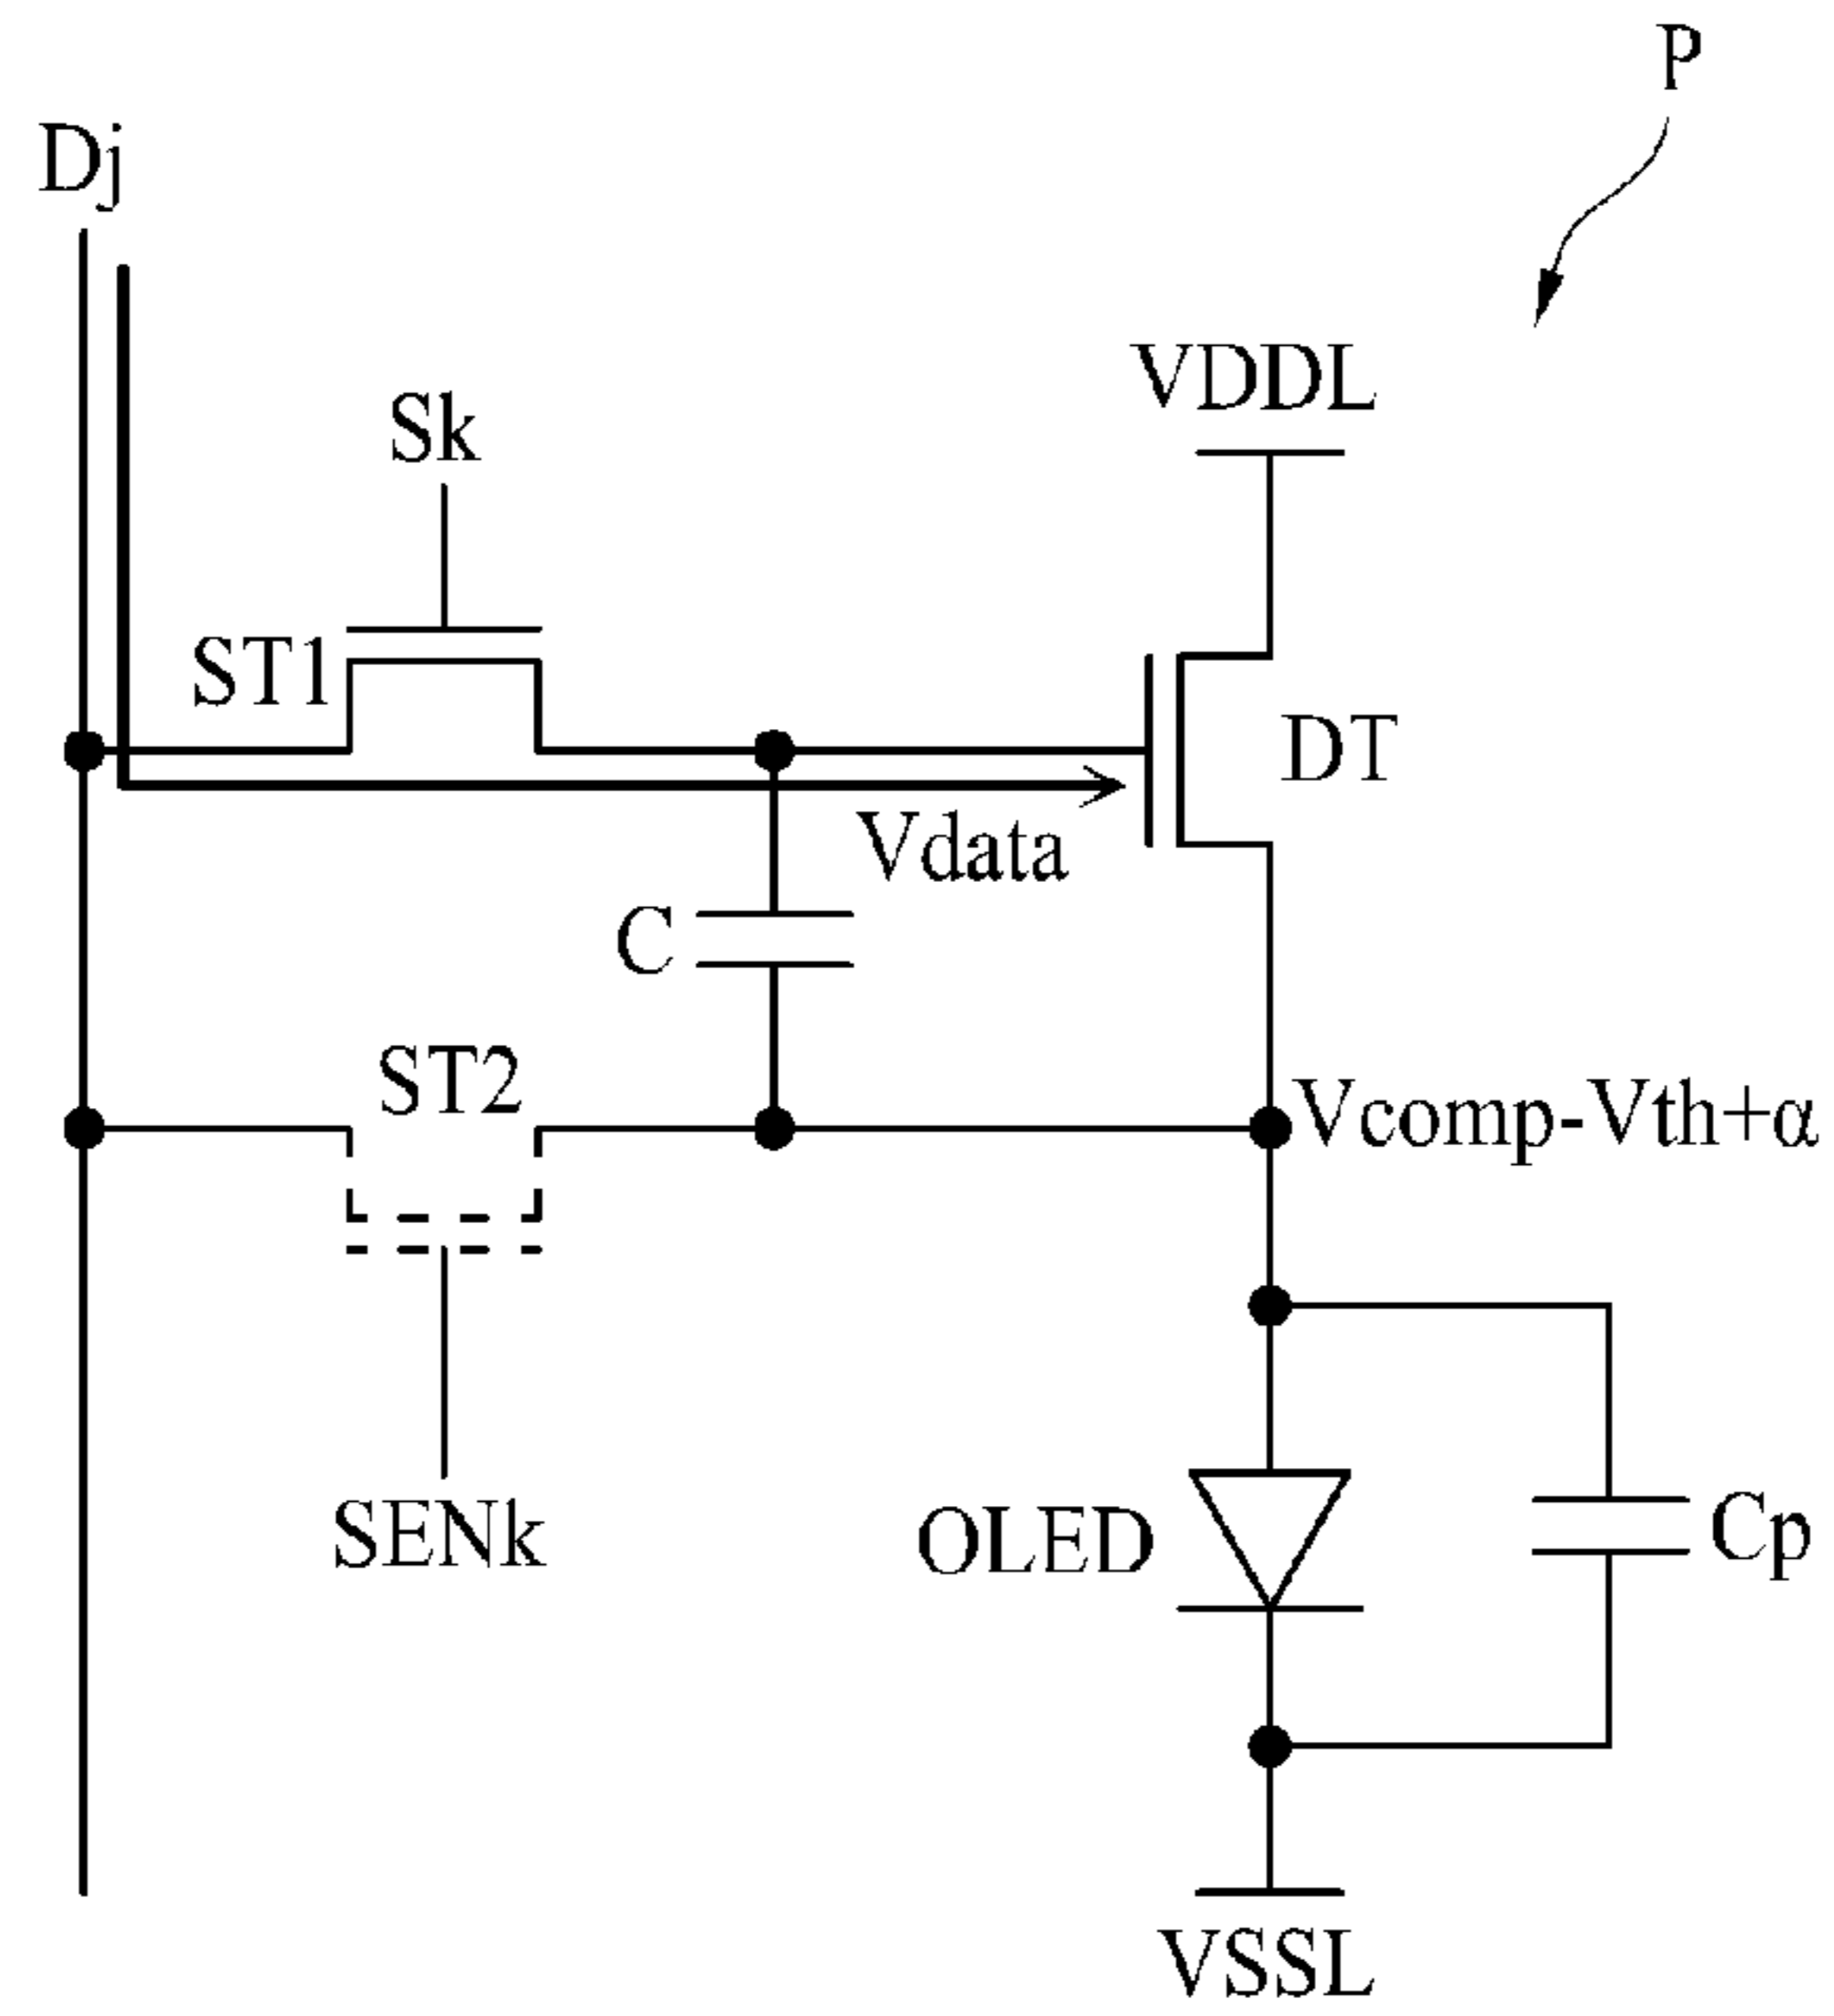 P
Dj
VDDL
Sk
ST1
DT
Vdata
C
ST2
Vcomp-Vth+α
SENk
OLED
Cp
VSSL